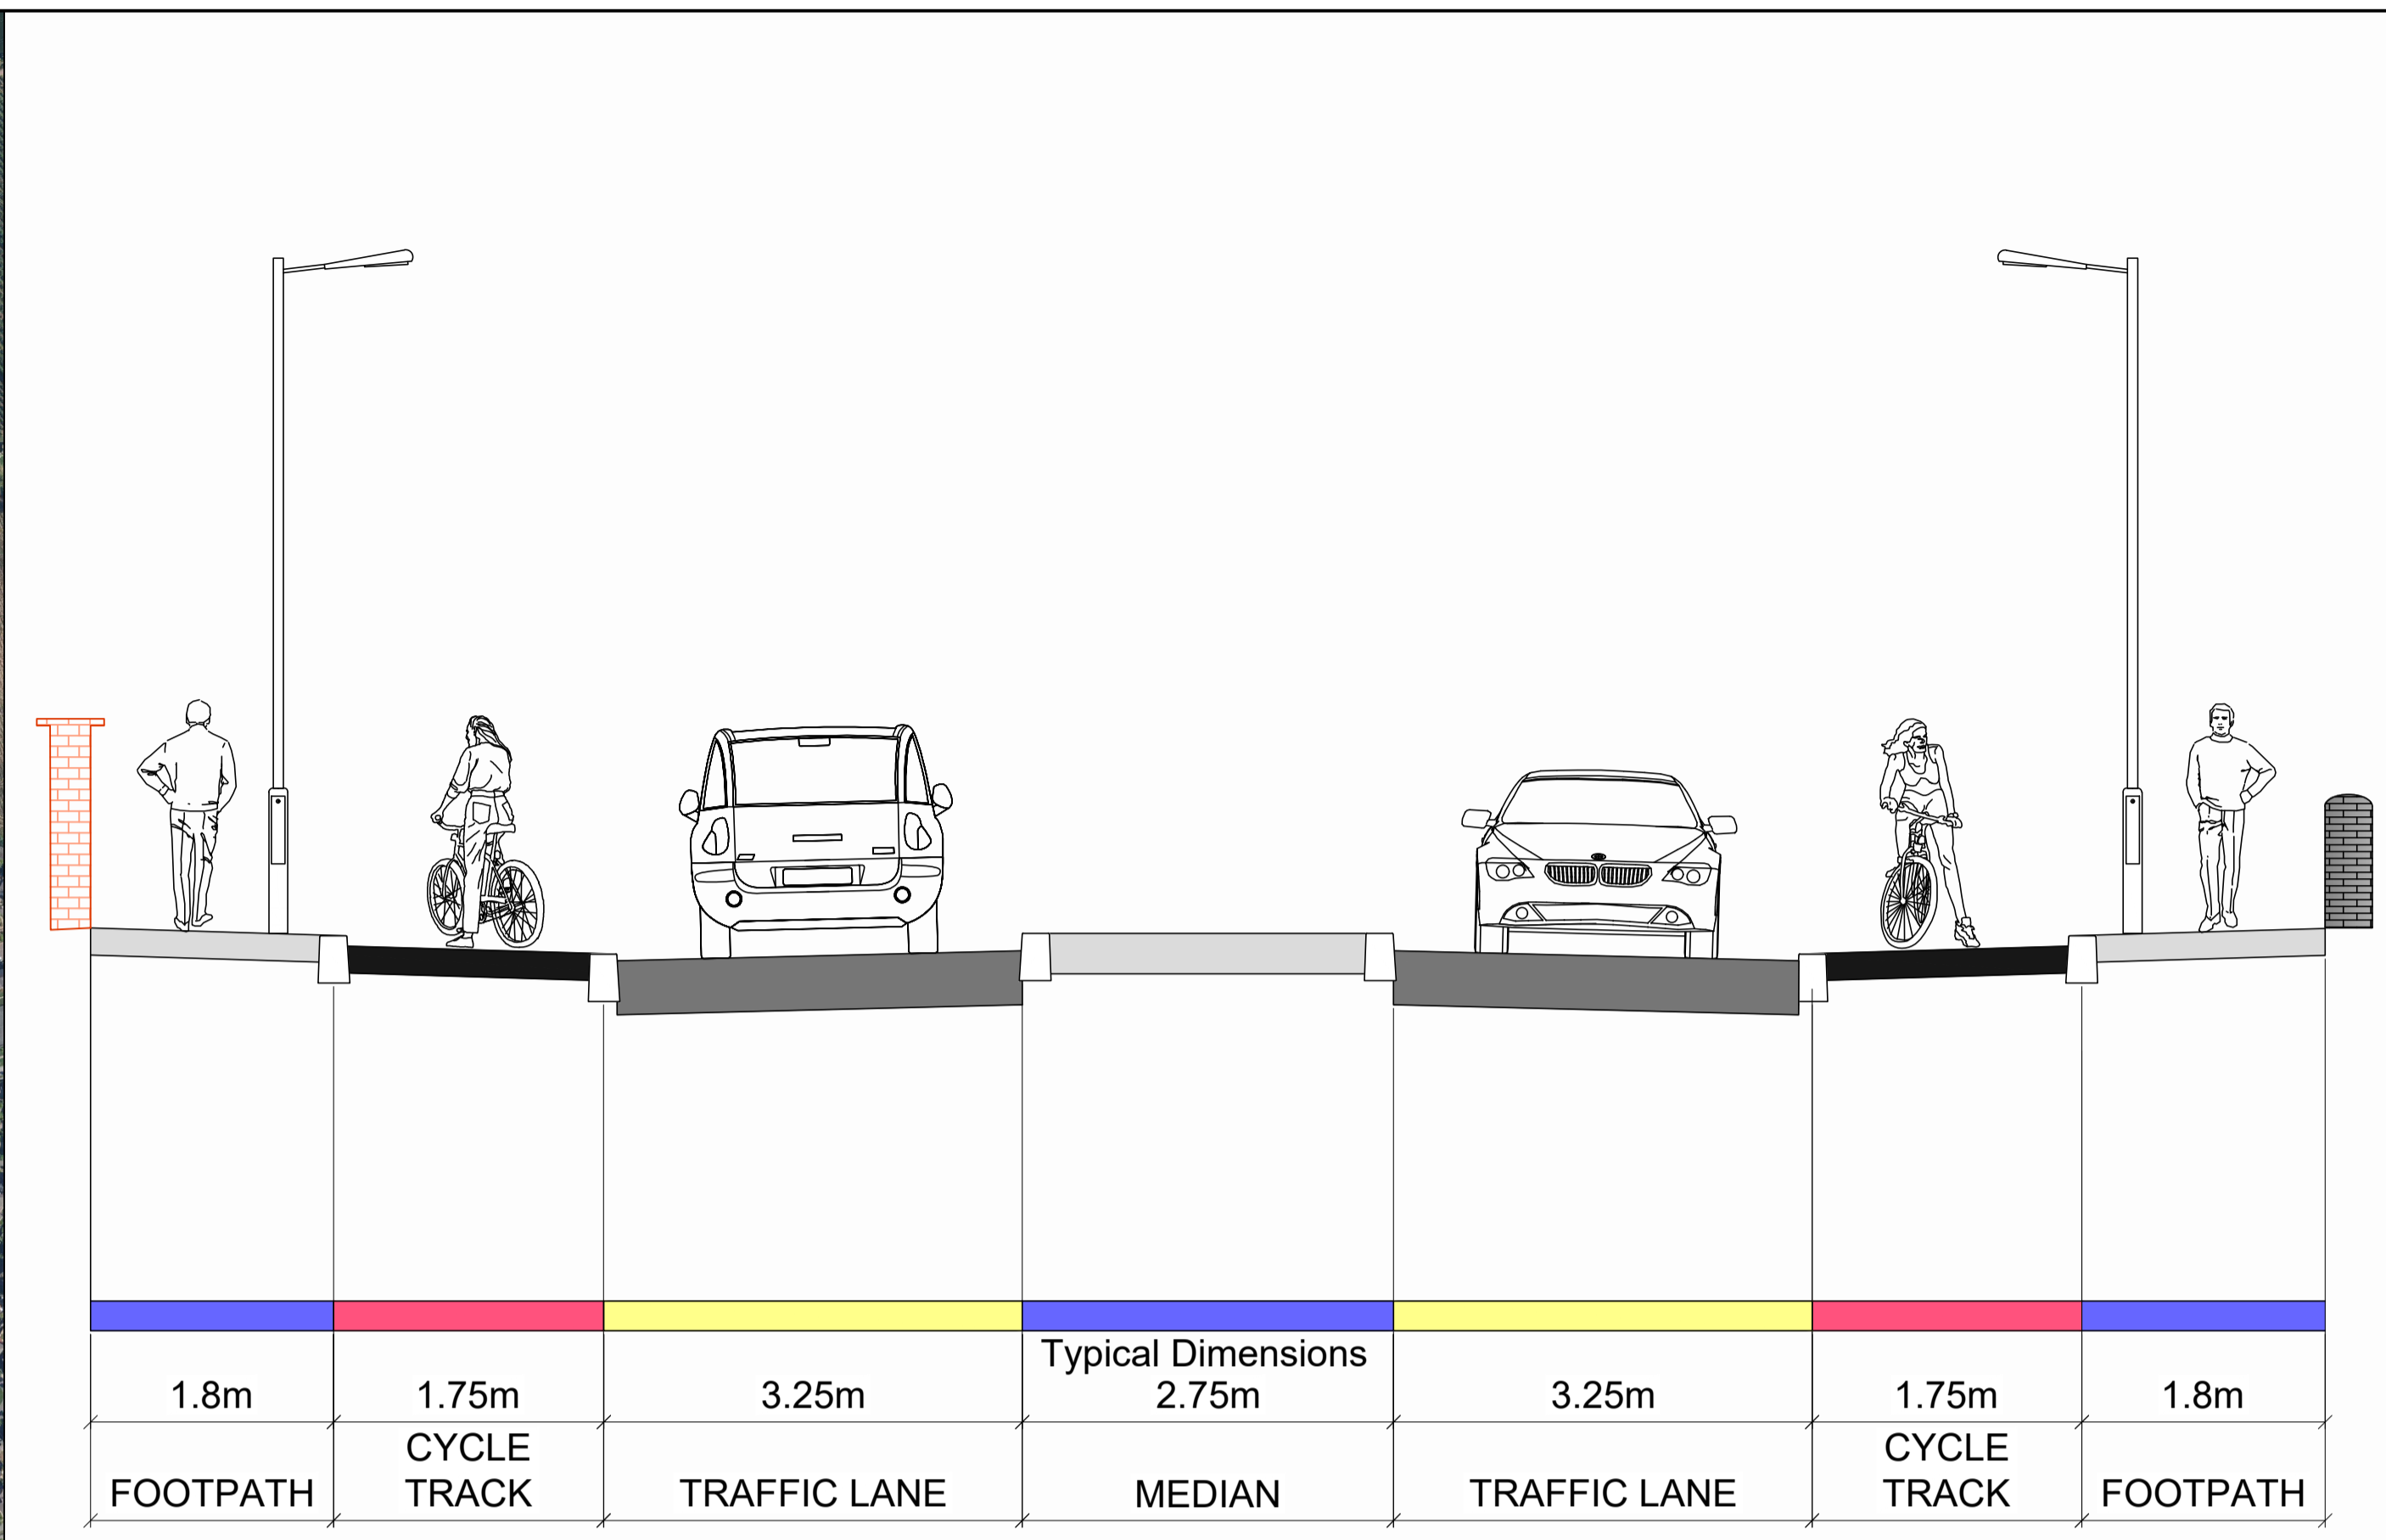 Typical Dimensions
1.8m 1.75m 3.25m 2.75m 3.25m 1.75m 1.8m
FOOTPATH
CYCLE
TRACK
TRAFFIC LANE
MEDIAN
TRAFFIC LANE
CYCLE
TRACK
FOOTPATH